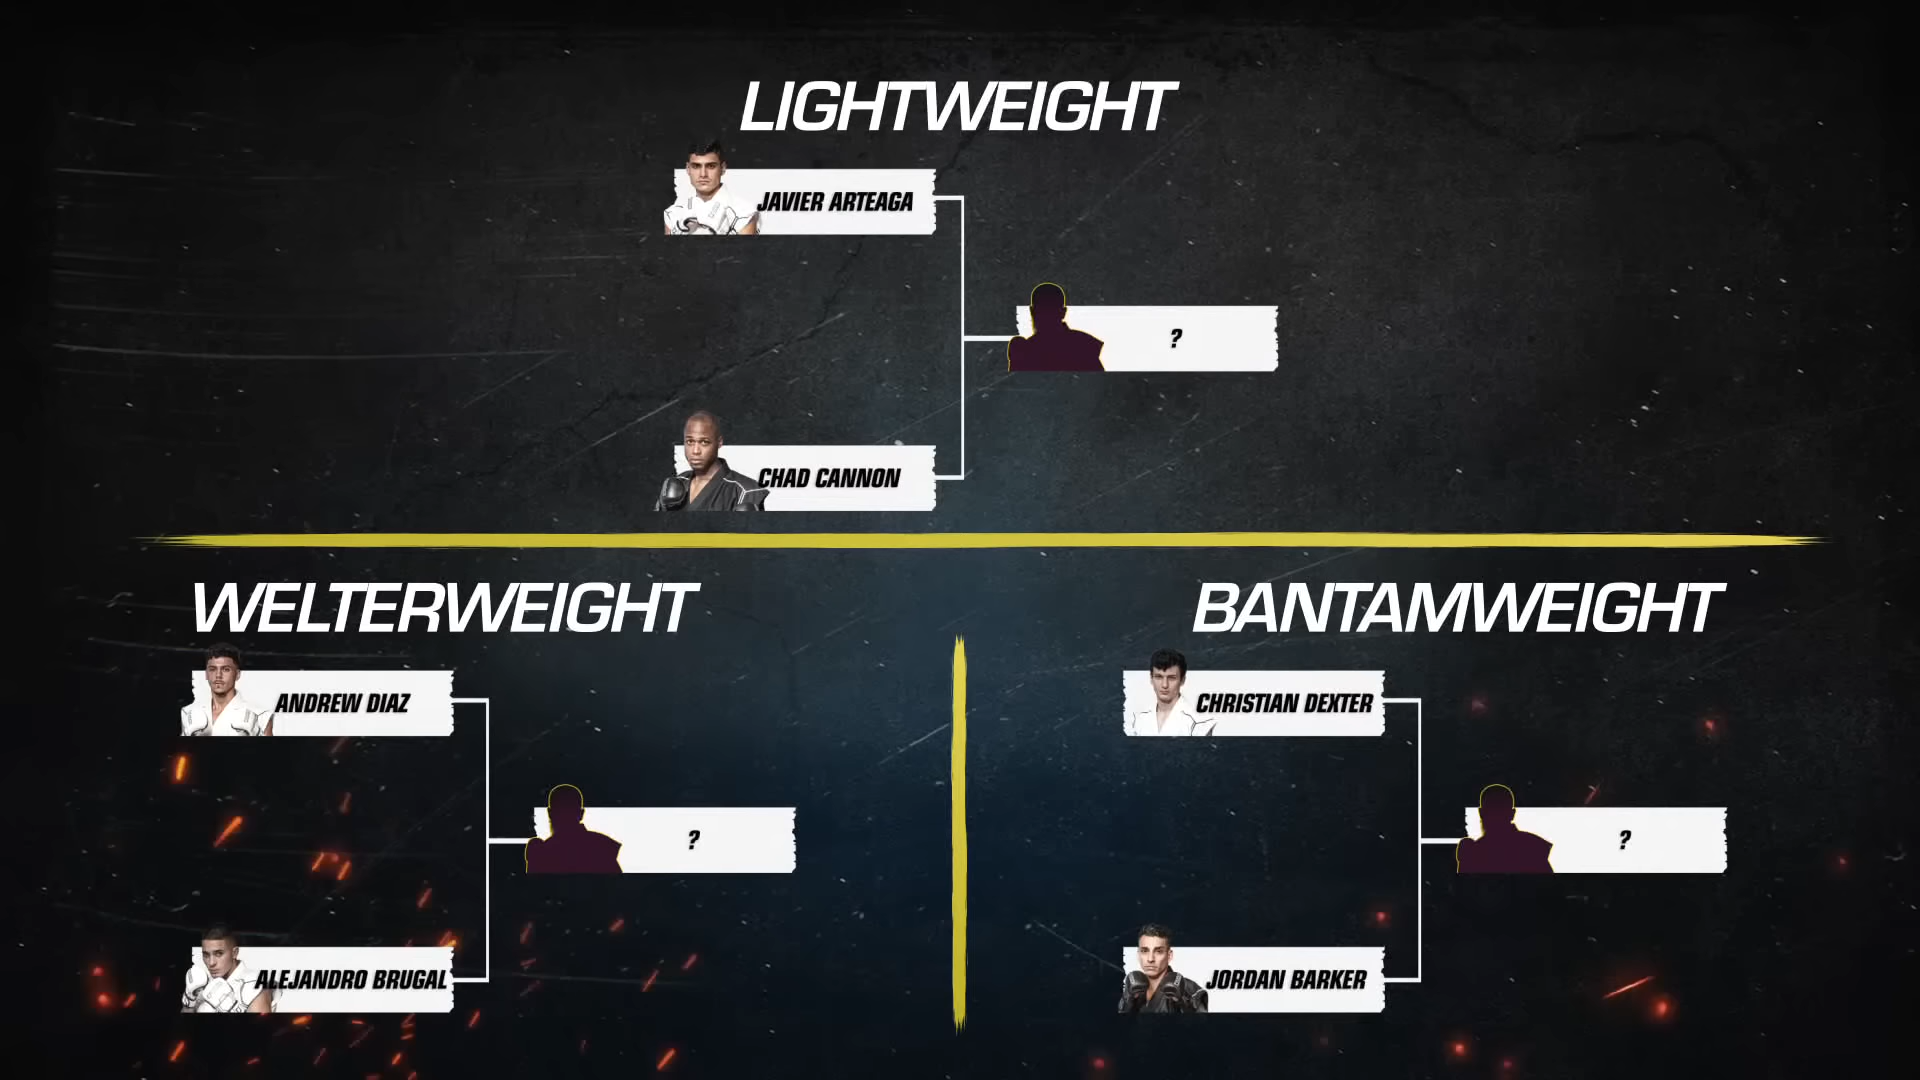 LIGHTWEIGHT
JAVIER ARTEAGA
?
CHAD CANNON
WELTERWEIGHT
ANDREW DIAZ
?
ALEJANDRO BRUGAL
BANTAMWEIGHT
CHRISTIAN DEXTER
?
JORDAN BARKER